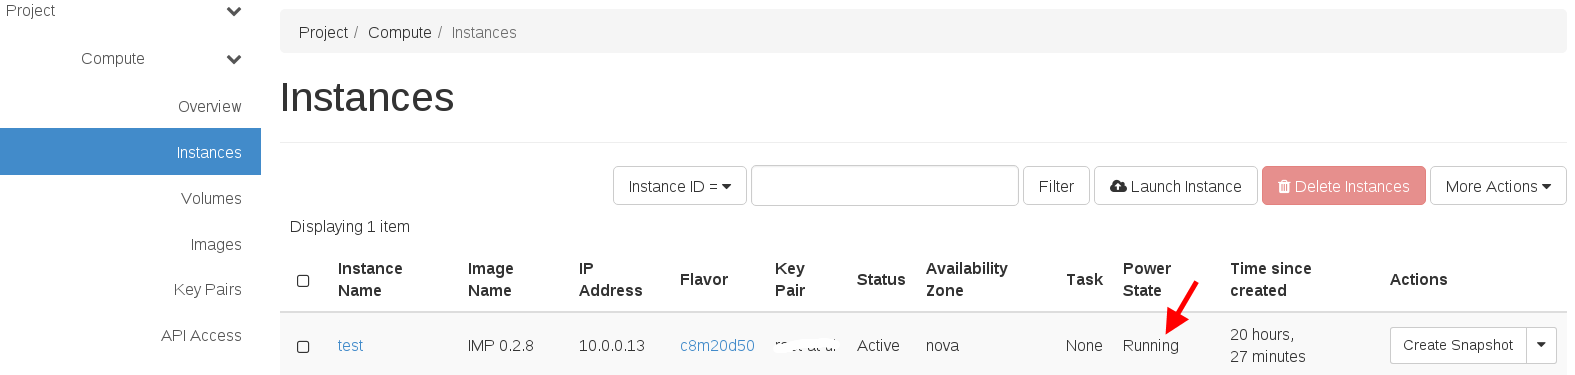 Project
Compute
Overview
Instances
Volumes
Images
Key Pairs
API Access
Project / Compute / Instances
Instances
Instance ID = Filter Launch Instance Delete Instances More Actions
Displaying 1 item
Instance Name Image Name IP Address Flavor Key Pair Status Availability Zone Task Power State Time since created Actions
test IMP 0.2.8 10.0.0.13 c8m20d50 Active nova None Running 20 hours, 27 minutes Create Snapshot